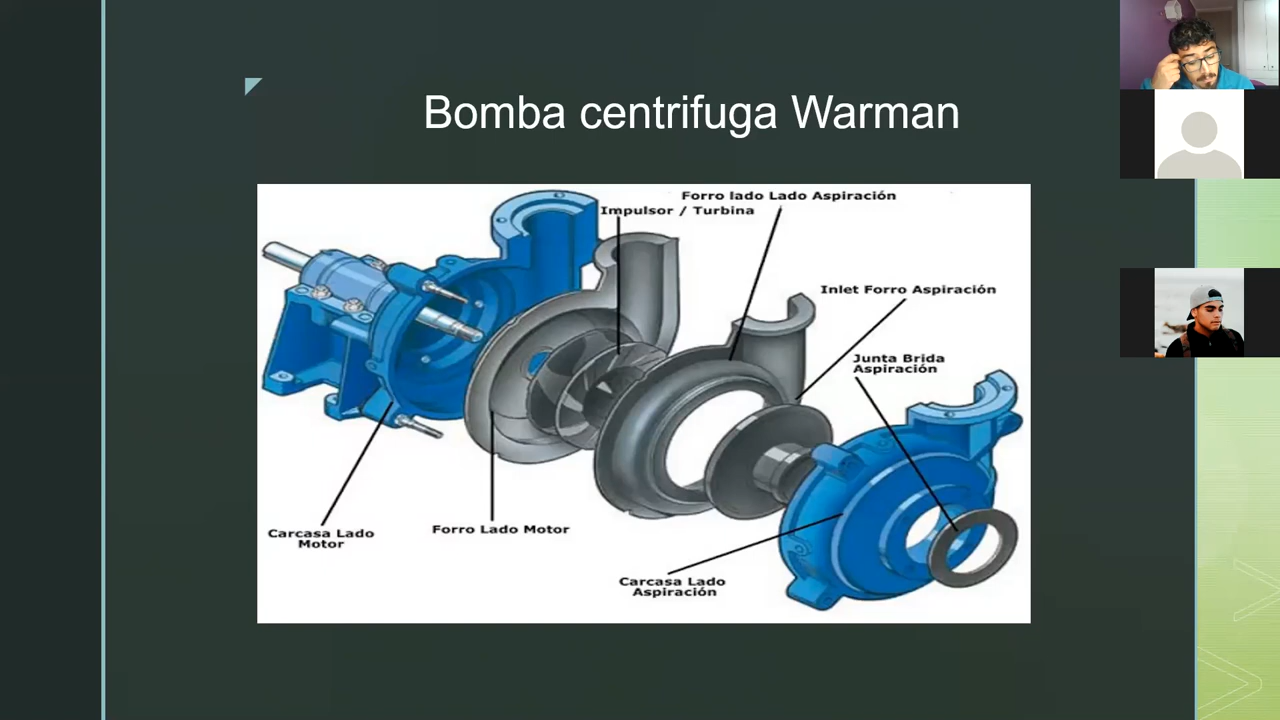 Bomba centrifuga Warman
Forro lado Lado Aspiración
Impulsor / Turbina
Inlet Forro Aspiración
Junta Brida
Aspiración
Carcasa Lado
Motor
Forro Lado Motor
Carcasa Lado
Aspiración